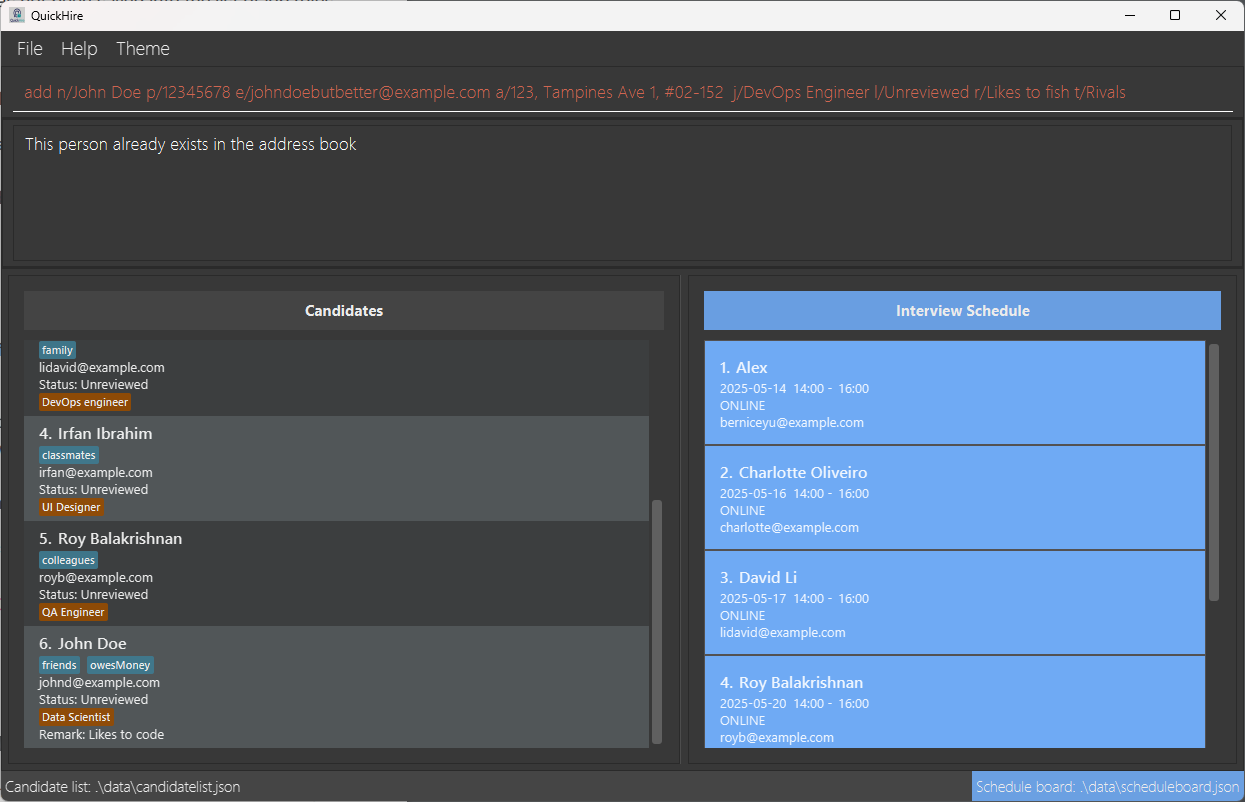 QuickHire
File Help Theme
add n/John Doe p/12345678 e/johndoebutbetter@example.com a/123, Tampines Ave 1, #02-152  j/DevOps Engineer l/Unreviewed r/Likes to fish t/Rivals
This person already exists in the address book
Candidates
family
lidavid@example.com
Status: Unreviewed
DevOps engineer
4. Irfan Ibrahim
classmates
irfan@example.com
Status: Unreviewed
UI Designer
5. Roy Balakrishnan
colleagues
royb@example.com
Status: Unreviewed
QA Engineer
6. John Doe
friends owesMoney
johnd@example.com
Status: Unreviewed
Data Scientist
Remark: Likes to code
Interview Schedule
1. Alex
2025-05-14 14:00 - 16:00
ONLINE
berniceyu@example.com
2. Charlotte Oliveiro
2025-05-16 14:00 - 16:00
ONLINE
charlotte@example.com
3. David Li
2025-05-17 14:00 - 16:00
ONLINE
lidavid@example.com
4. Roy Balakrishnan
2025-05-20 14:00 - 16:00
ONLINE
royb@example.com
Candidate list: .\data\candidatelist.json
Schedule board: .\data\scheduleboard.json